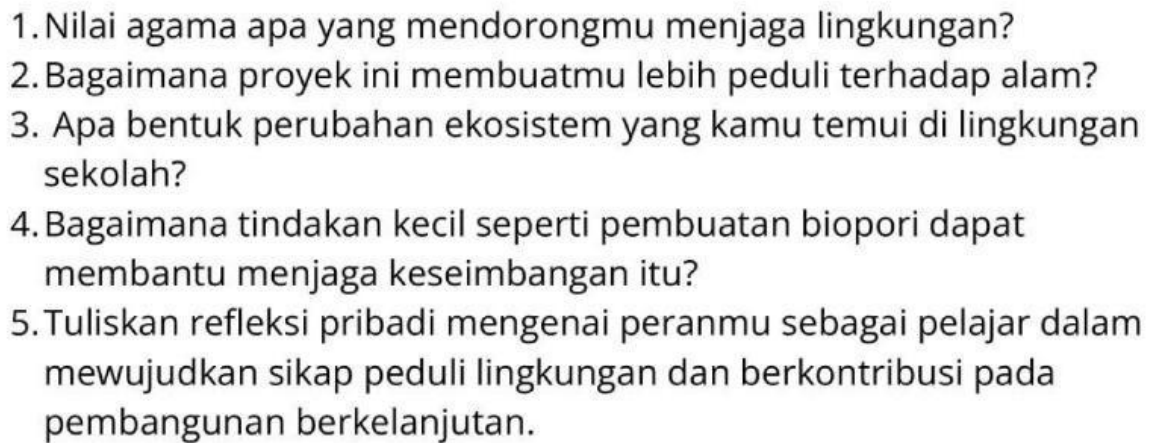 1. Nilai agama apa yang mendorongmu menjaga lingkungan?
2. Bagaimana proyek ini membuatmu lebih peduli terhadap alam?
3. Apa bentuk perubahan ekosistem yang kamu temui di lingkungan
sekolah?
4. Bagaimana tindakan kecil seperti pembuatan biopori dapat
membantu menjaga keseimbangan itu?
5. Tuliskan refleksi pribadi mengenai peranmu sebagai pelajar dalam
mewujudkan sikap peduli lingkungan dan berkontribusi pada
pembangunan berkelanjutan.